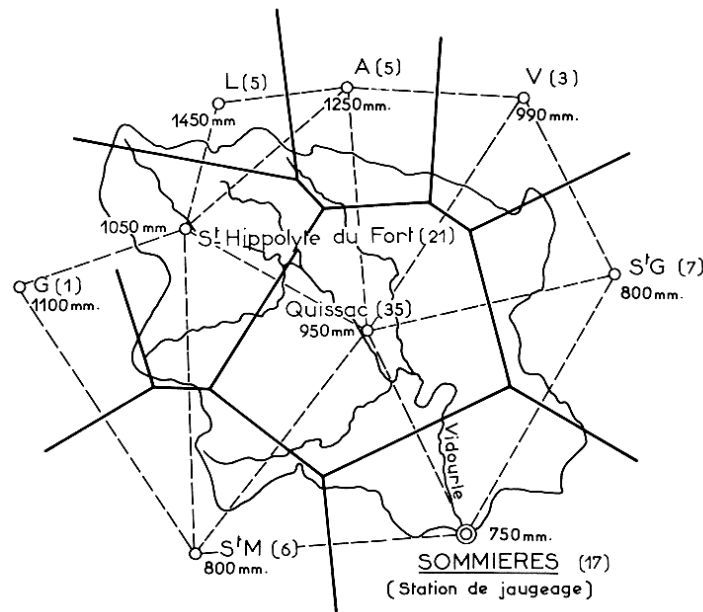 L (5)
A (5)
V (3)
1450 mm
1250 mm.
990 mm.
1050 mm
St Hippolyte du Fort (21)
StG (7)
G (1)
1100 mm.
800 mm.
Quissac (35)
950 mm
Vidourle
StM (6)
800 mm.
750 mm.
SOMMIERES (17)
(Station de jaugeage)